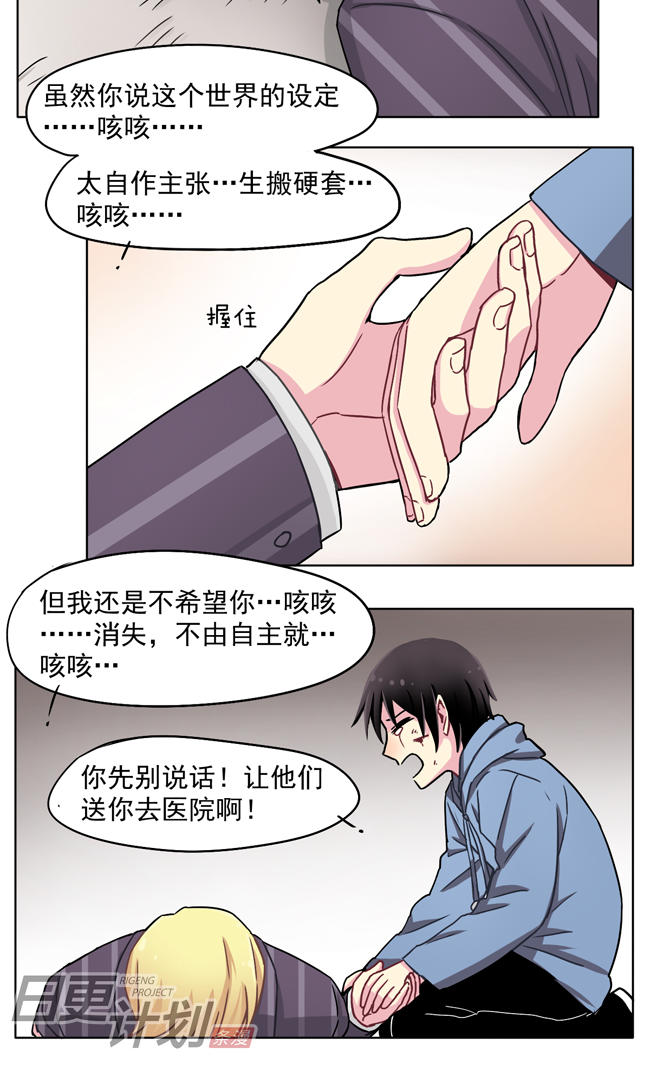 虽然你说这个世界的设定
……咳咳……
太自作主张…生搬硬套…
咳咳……
握住
但我还是不希望你…咳咳
……消失，不由自主就…
咳咳…
你先别说话！让他们
送你去医院啊！
日更计划
RIGENG
PROJECT
条漫